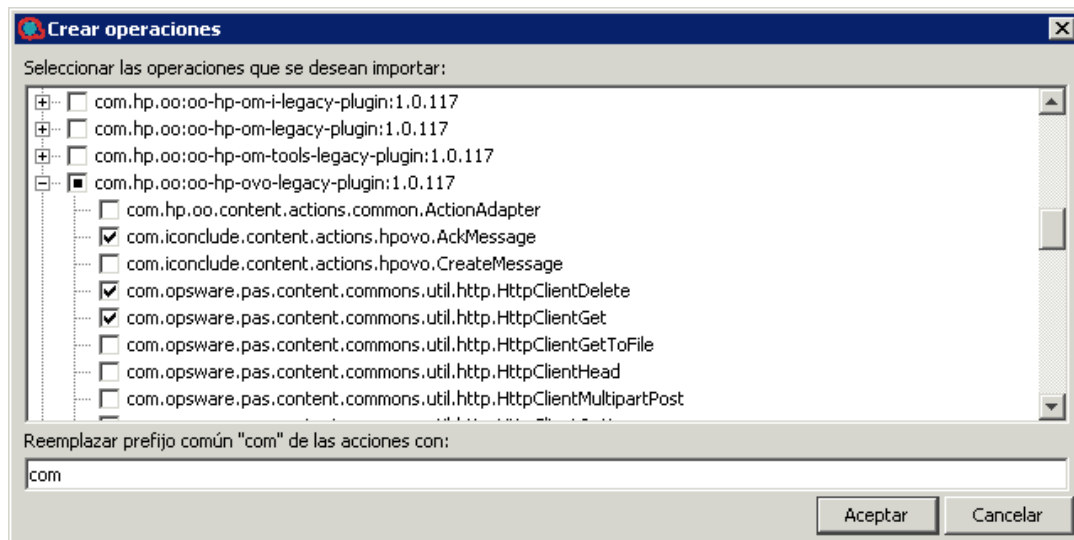 Crear operaciones
Seleccionar las operaciones que se desean importar:
com.hp.oo:oo-hp-om-i-legacy-plugin:1.0.117
com.hp.oo:oo-hp-om-legacy-plugin:1.0.117
com.hp.oo:oo-hp-om-tools-legacy-plugin:1.0.117
com.hp.oo:oo-hp-ovo-legacy-plugin:1.0.117
com.hp.oo.content.actions.common.ActionAdapter
com.iconclude.content.actions.hpovo.AckMessage
com.iconclude.content.actions.hpovo.CreateMessage
com.opsware.pas.content.commons.util.http.HttpClientDelete
com.opsware.pas.content.commons.util.http.HttpClientGet
com.opsware.pas.content.commons.util.http.HttpClientGetToFile
com.opsware.pas.content.commons.util.http.HttpClientHead
com.opsware.pas.content.commons.util.http.HttpClientMultipartPost
Reemplazar prefijo común "com" de las acciones con:
com
Aceptar
Cancelar